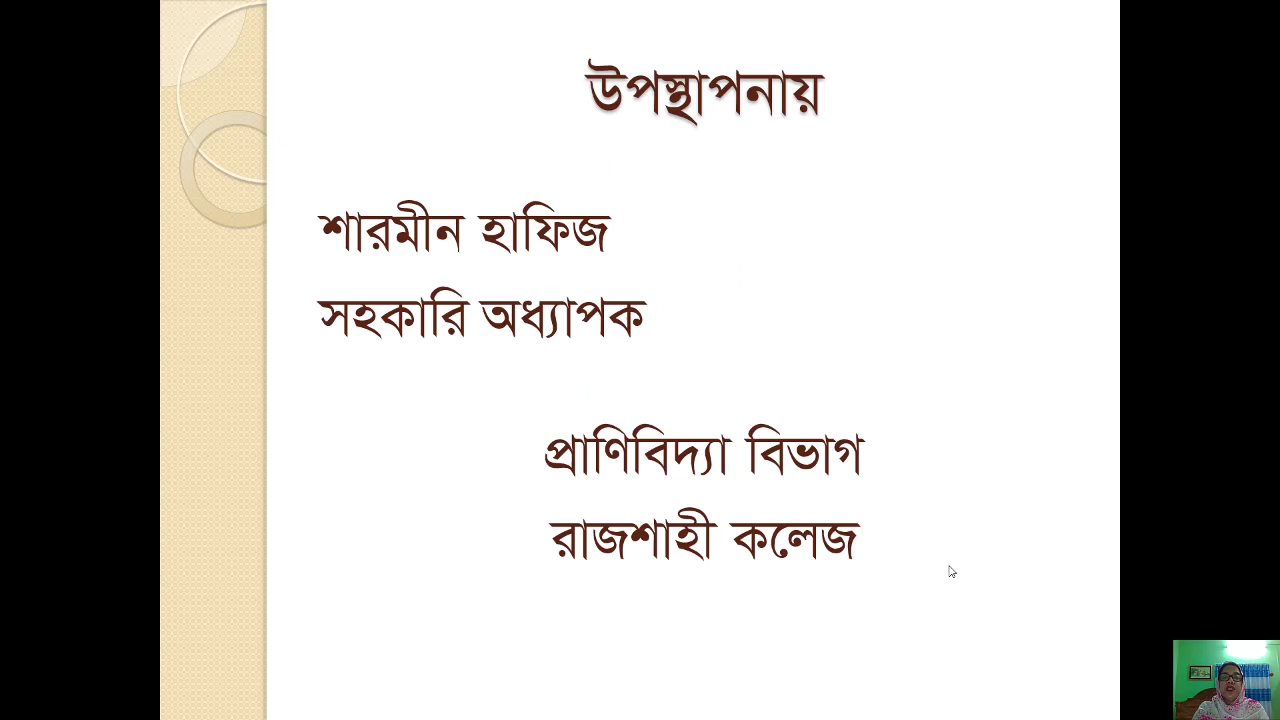 উপস্থাপনায়
শারমীন হাফিজ
সহকারি অধ্যাপক
প্রাণিবিদ্যা বিভাগ
রাজশাহী কলেজ